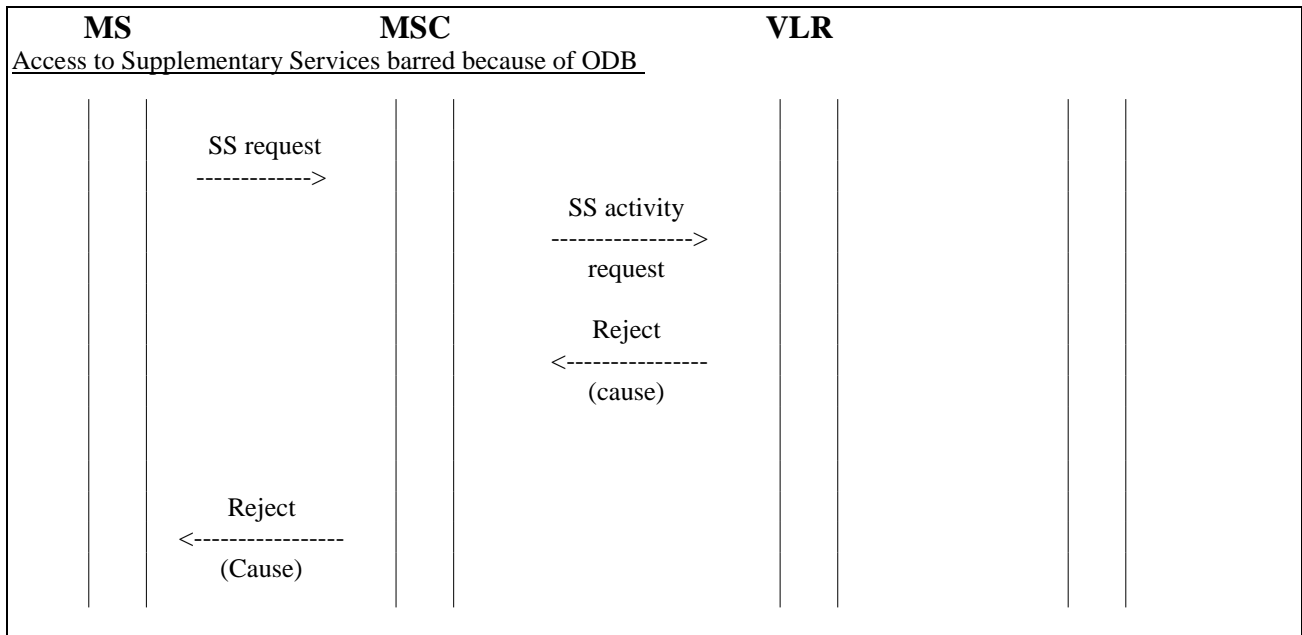 MS MSC VLR
Access to Supplementary Services barred because of ODB
SS request
------------->
SS activity
---------------->
request
Reject
<----------------
(cause)
Reject
<-----------------
(Cause)